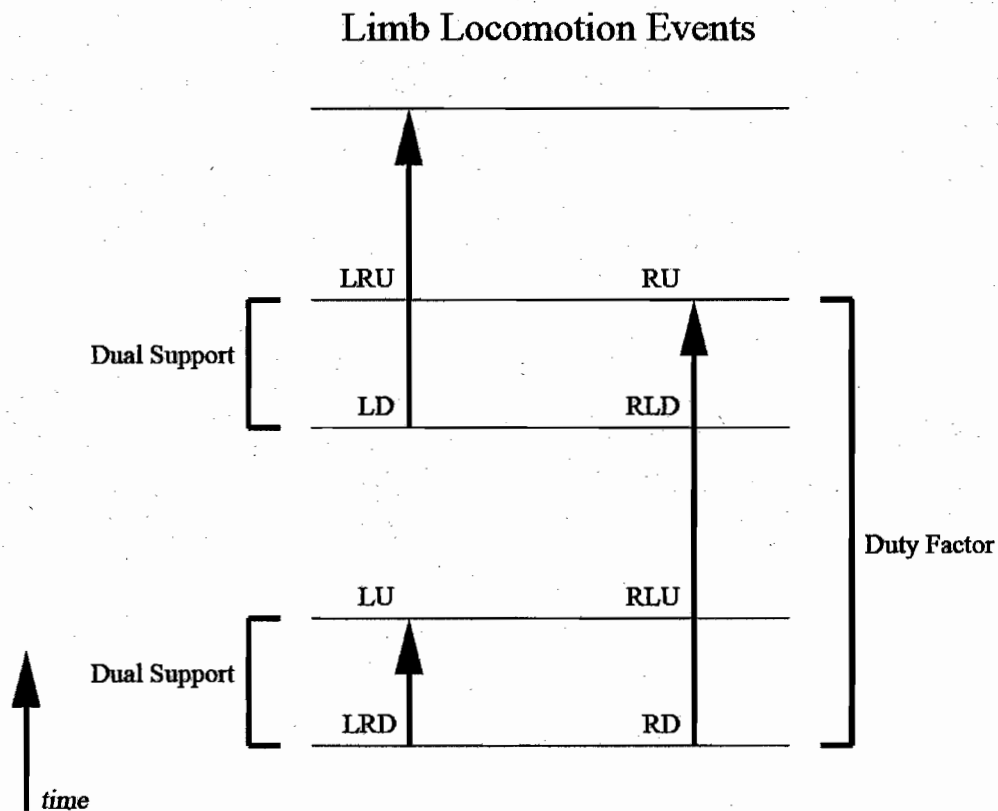 Limb Locomotion Events
LRU RU
Dual Support
LD RLD
Duty Factor
LU RLU
Dual Support
LRD RD
time